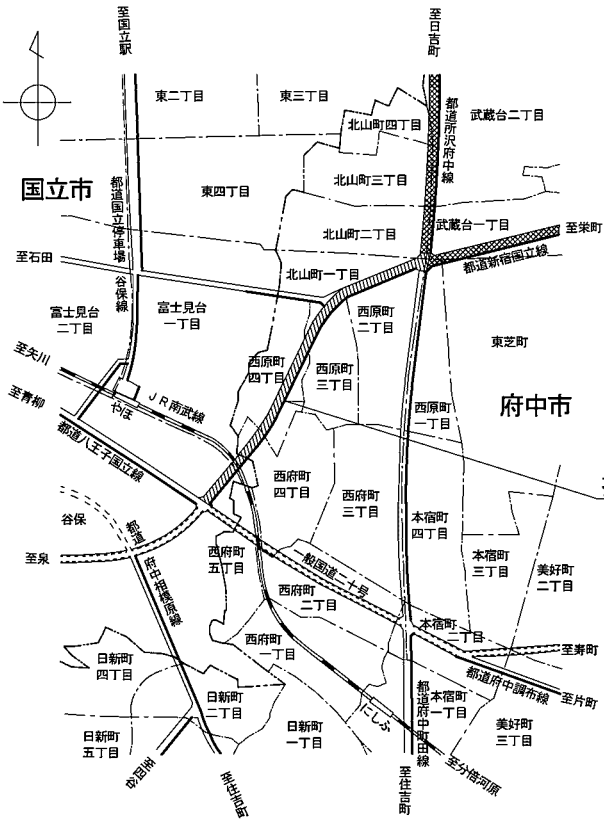 至国立駅
至日吉町
東二丁目
東三丁目
北山町四丁目
都道所沢府中線
武蔵台二丁目
国立市
都道国立停車場
谷保線
東四丁目
北山町三丁目
北山町二丁目
武蔵台一丁目
至栄町
都道新宿国立線
至石田
北山町一丁目
富士見台
二丁目
富士見台
一丁目
西原町
二丁目
東芝町
至矢川
西原町
四丁目
西原町
三丁目
至青柳
JR南武線
やほ
西原町
一丁目
府中市
都道八王子国立線
西府町
四丁目
西府町
三丁目
本宿町
四丁目
谷保
都道
府中相模原線
西府町
五丁目
一般国道二十号
本宿町
三丁目
美好町
二丁目
至泉
西府町
二丁目
本宿町
二丁目
西府町
一丁目
至寿町
日新町
四丁目
都道府中調布線
日新町
二丁目
にしふ
都道府中町田線
本宿町
一丁目
至片町
日新町
五丁目
日新町
一丁目
美好町
三丁目
至四谷
至住吉町
至住吉町
至分倍河原